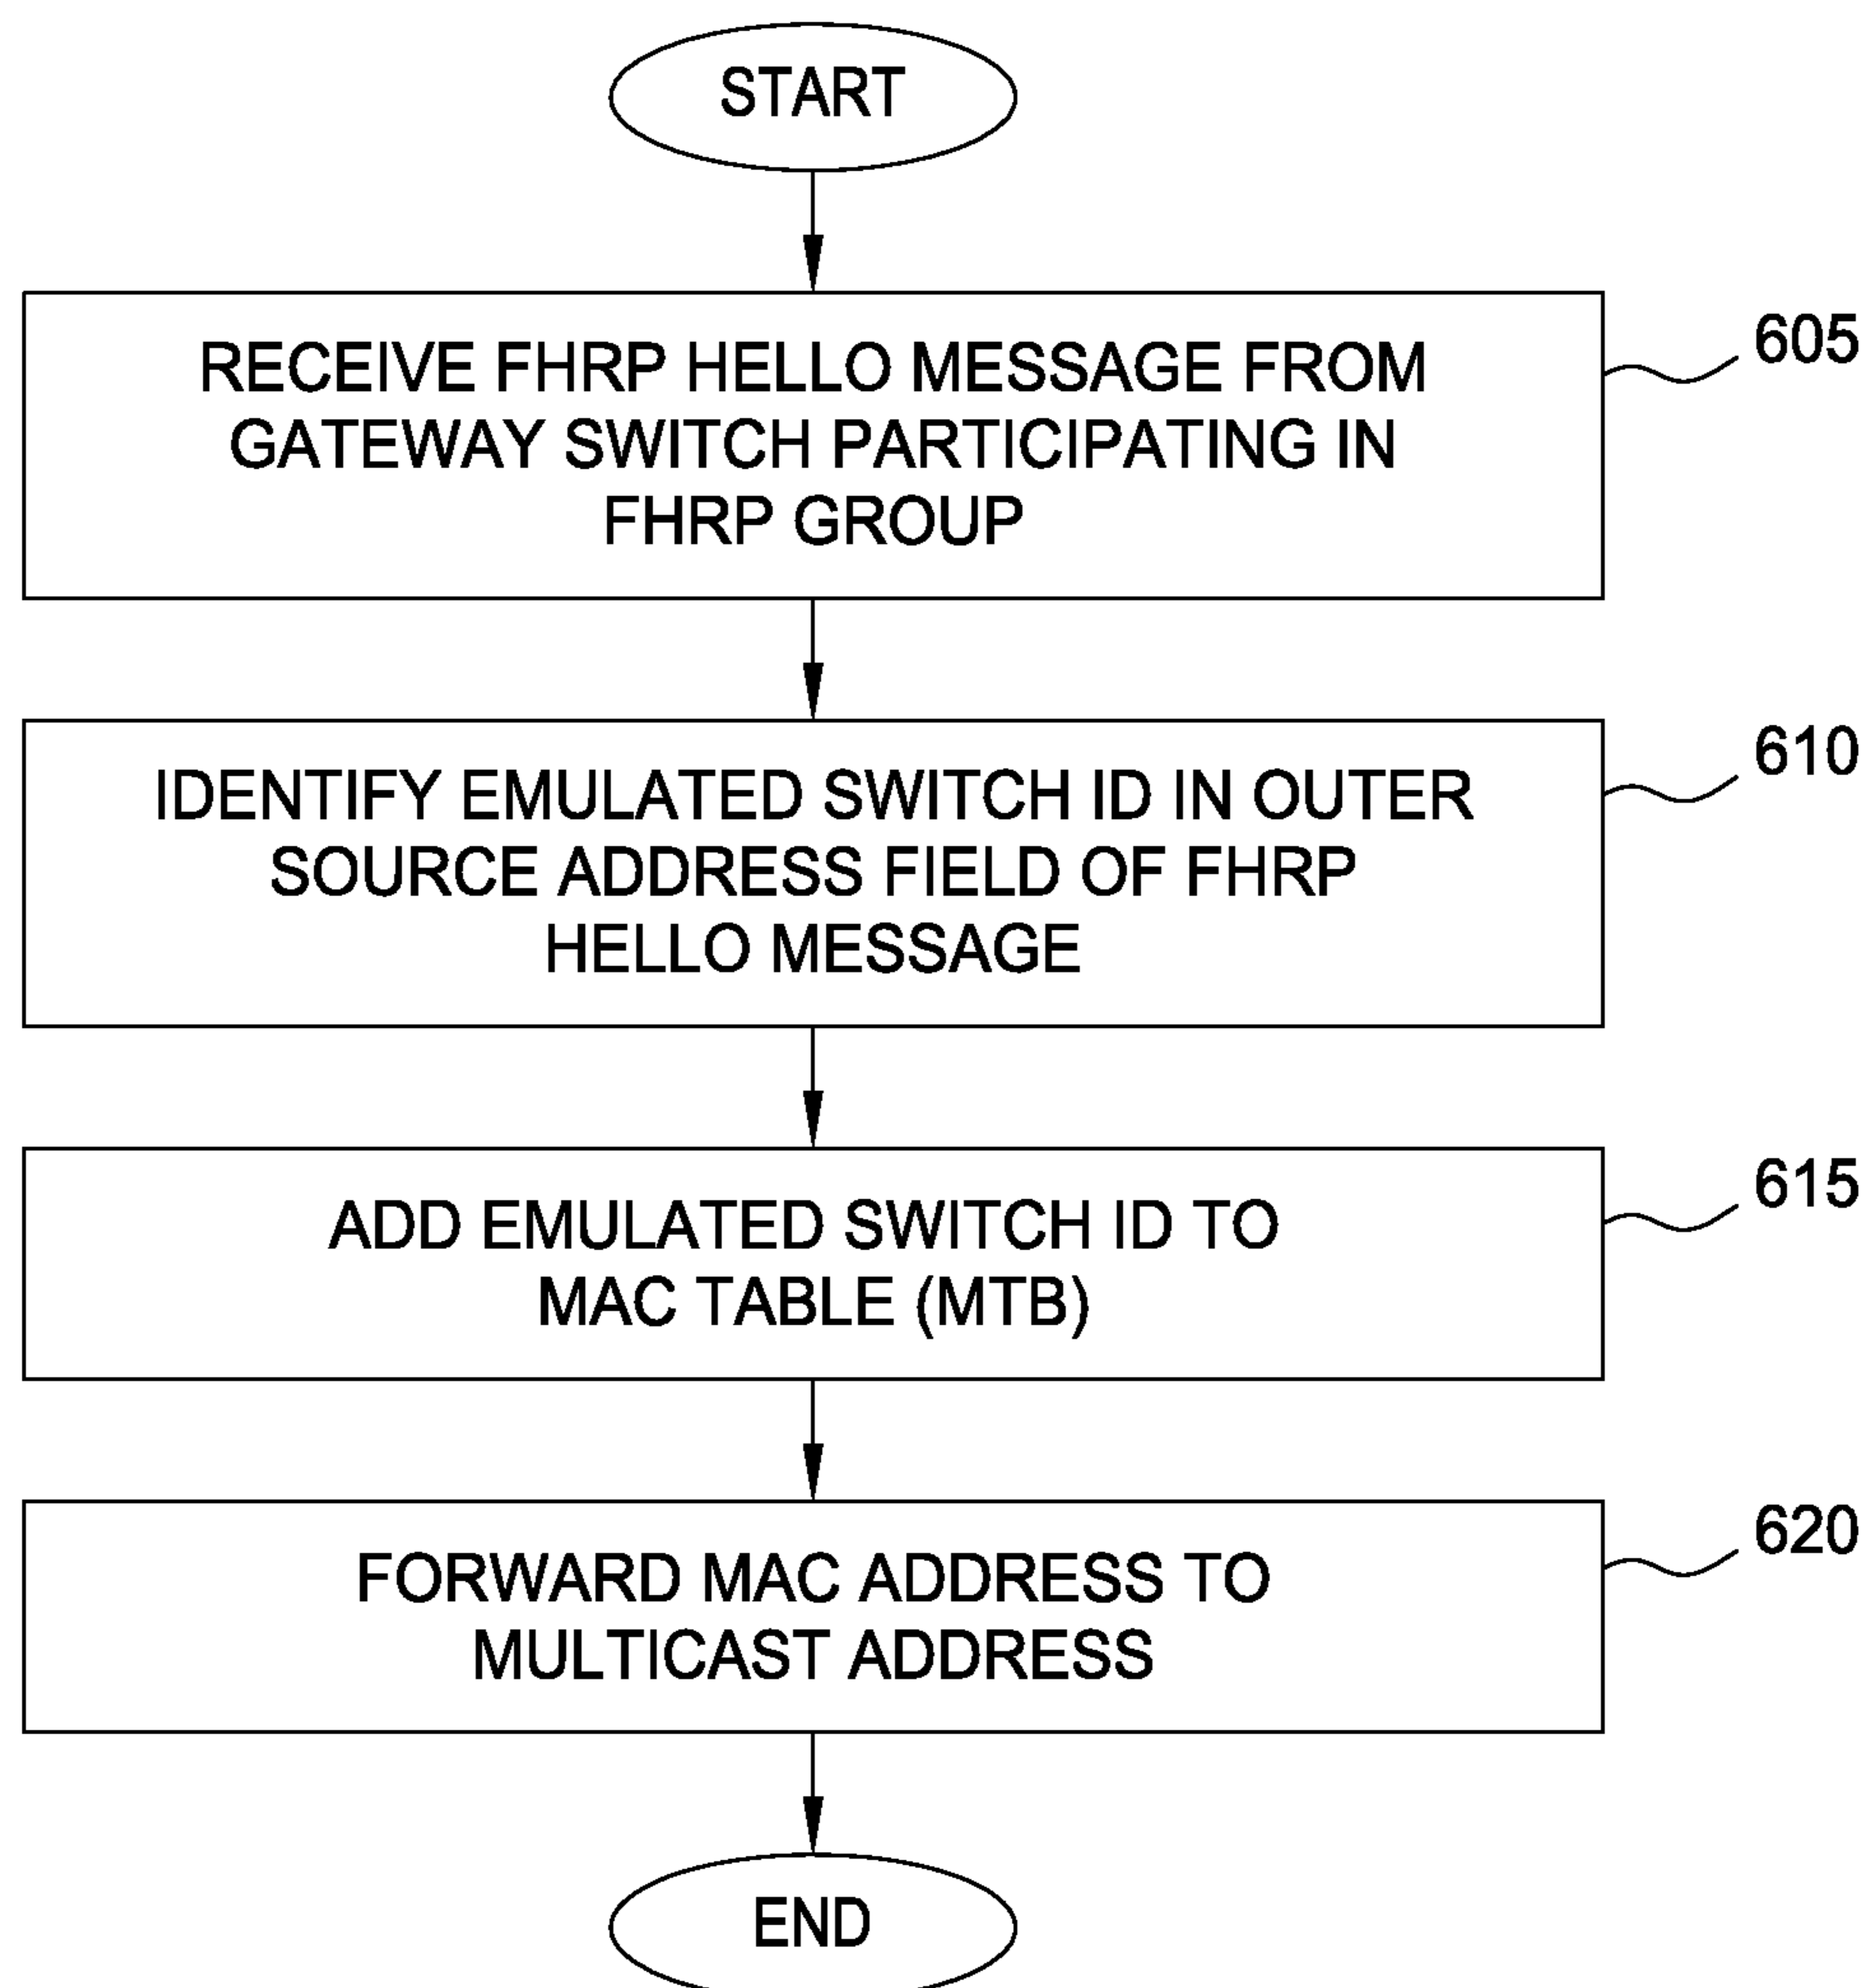 START
RECEIVE FHRP HELLO MESSAGE FROM
GATEWAY SWITCH PARTICIPATING IN
FHRP GROUP
605
IDENTIFY EMULATED SWITCH ID IN OUTER
SOURCE ADDRESS FIELD OF FHRP
HELLO MESSAGE
610
ADD EMULATED SWITCH ID TO
MAC TABLE (MTB)
615
FORWARD MAC ADDRESS TO
MULTICAST ADDRESS
620
END